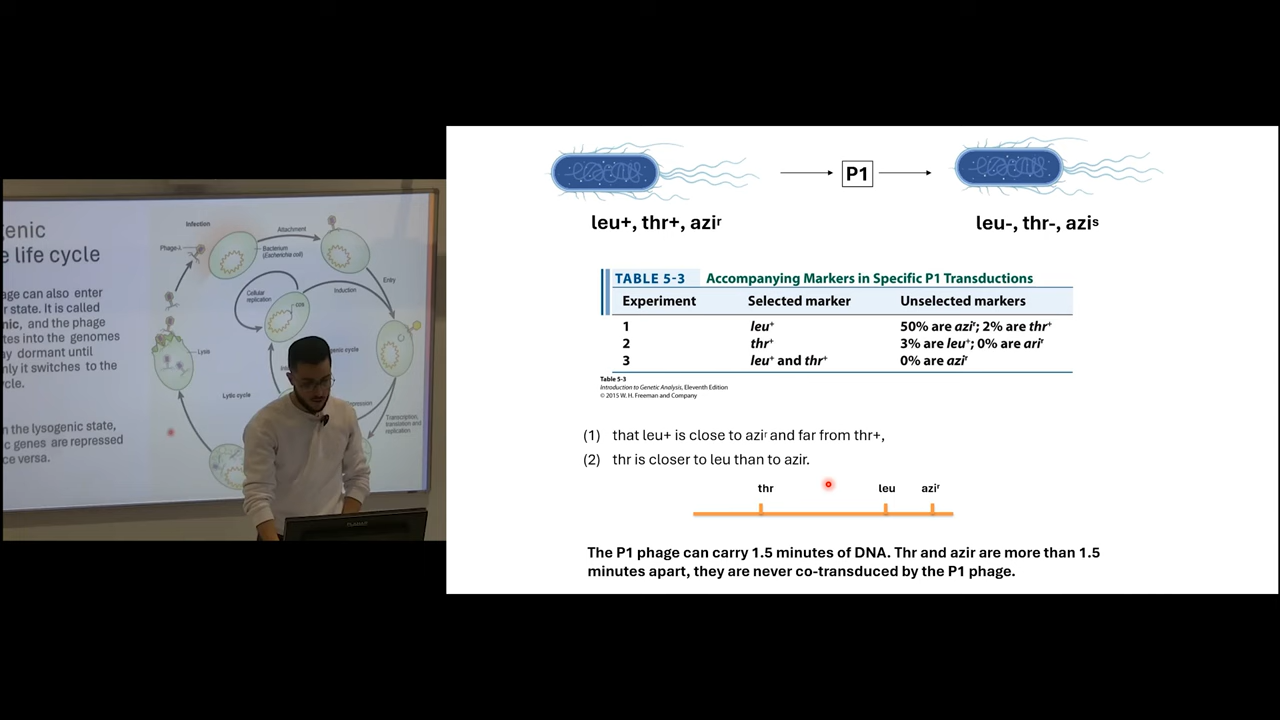 enic
e life cycle
age can also enter
r state. It is called
nic, and the phage
tes into the genomes
ay dormant until
nly it switches to the
cle.
n the lysogenic state,
c genes are repressed
ce versa.
Infection
Attachment
Phage-λ
Bacterium
(Escherichia coli)
Entry
Cellular
replication
Induction
cos
Lysis
Lytic cycle
Transcription,
translation and
replication
P1
leu+, thr+, aziʳ
leu-, thr-, aziˢ
TABLE 5-3 Accompanying Markers in Specific P1 Transductions
Experiment Selected marker Unselected markers
1 leu⁺ 50% are aziʳ; 2% are thr⁺
2 thr⁺ 3% are leu⁺; 0% are ariʳ
3 leu⁺ and thr⁺ 0% are aziʳ
Table 5-3
Introduction to Genetic Analysis, Eleventh Edition
© 2015 W. H. Freeman and Company
(1) that leu+ is close to aziʳ and far from thr+,
(2) thr is closer to leu than to azir.
thr leu aziʳ
The P1 phage can carry 1.5 minutes of DNA. Thr and azir are more than 1.5
minutes apart, they are never co-transduced by the P1 phage.